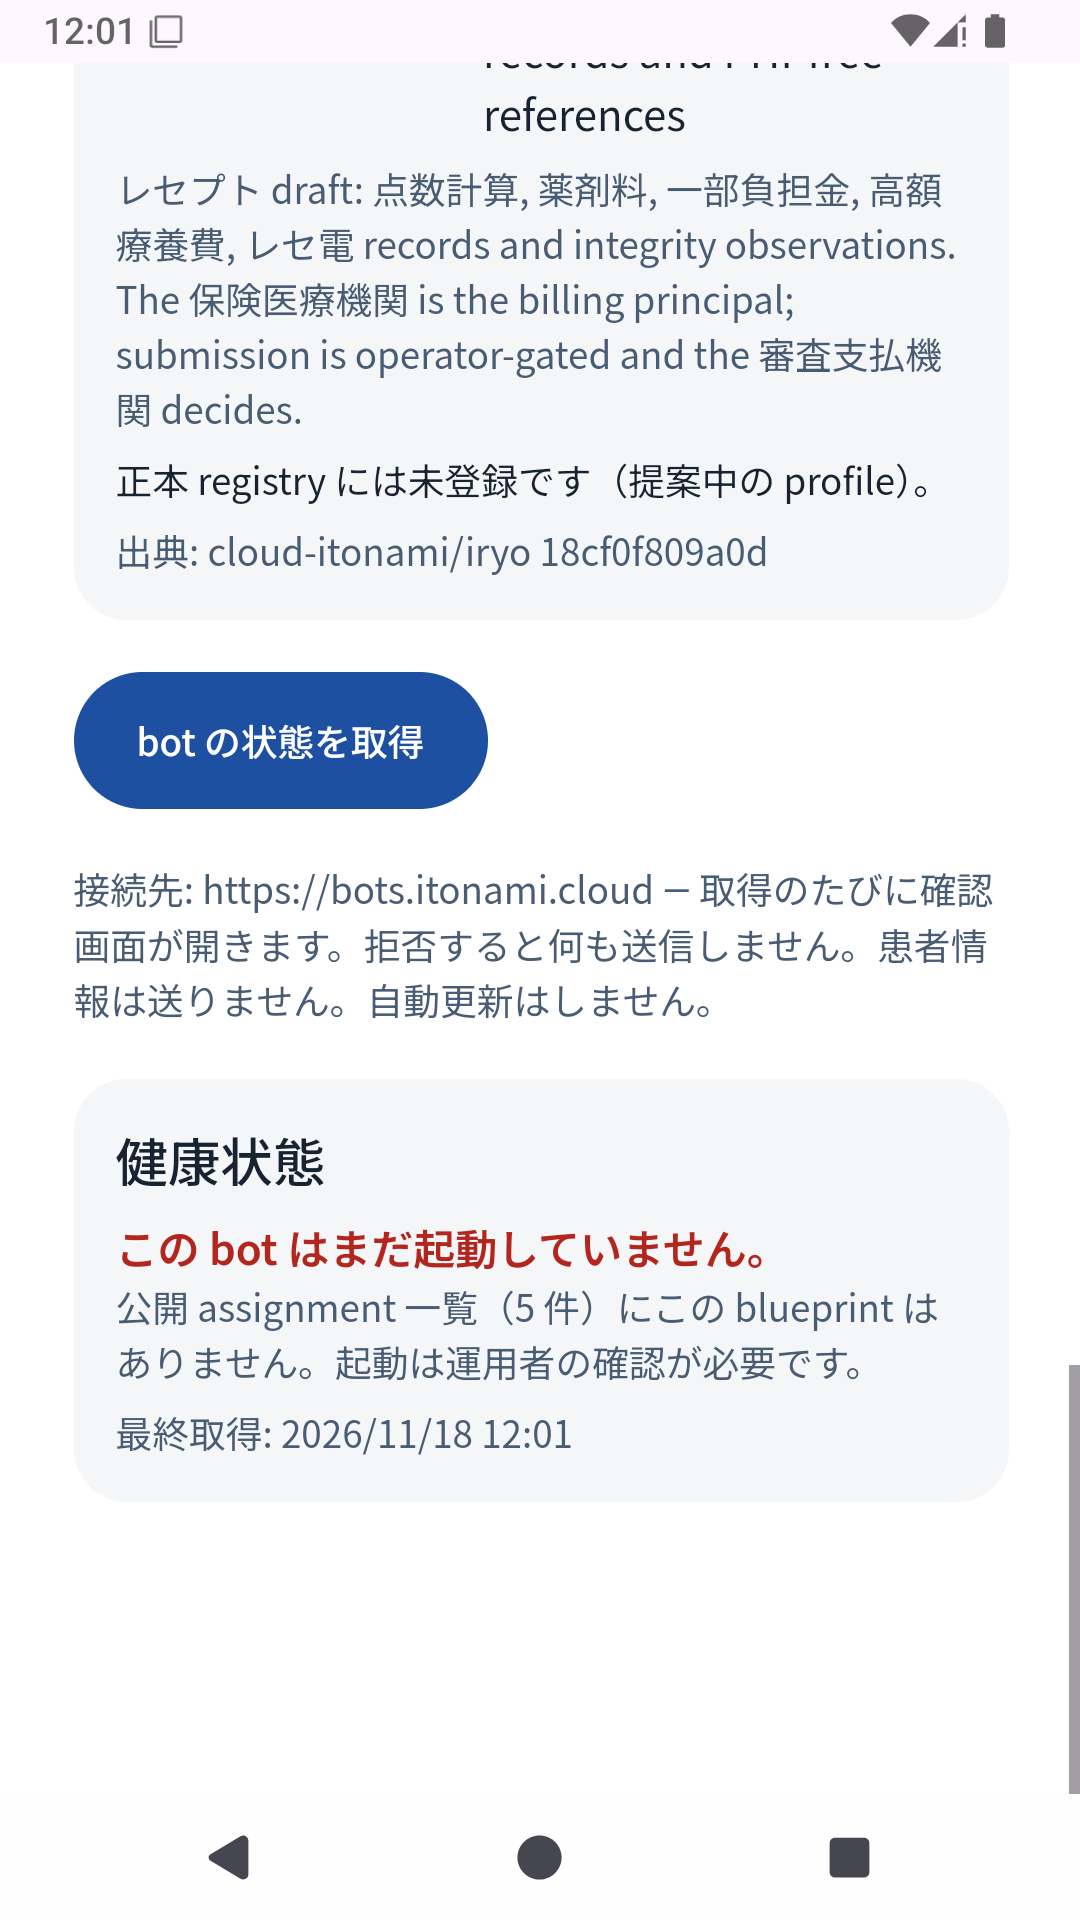 12:01
references
レセプト draft: 点数計算, 薬剤料, 一部負担金, 高額
療養費, レセ電 records and integrity observations.
The 保険医療機関 is the billing principal;
submission is operator-gated and the 審査支払機
関 decides.
正本 registry には未登録です（提案中の profile）。
出典: cloud-itonami/iryo 18cf0f809a0d
bot の状態を取得
接続先: https://bots.itonami.cloud — 取得のたびに確認
画面が開きます。拒否すると何も送信しません。患者情
報は送りません。自動更新はしません。
健康状態
この bot はまだ起動していません。
公開 assignment 一覧（5 件）にこの blueprint は
ありません。起動は運用者の確認が必要です。
最終取得: 2026/11/18 12:01